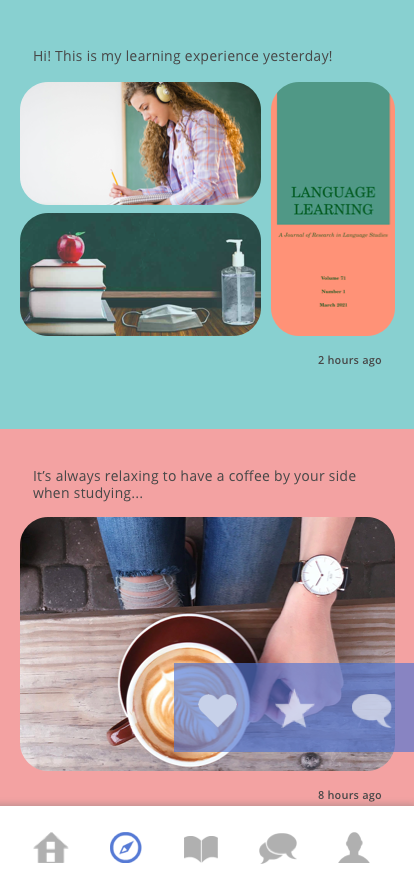 Hi! This is my learning experience yesterday!
LANGUAGE
LEARNING
A Journal of Research in Language Studies
Volume 71
Number 1
March 2021
2 hours ago
It’s always relaxing to have a coffee by your side
when studying...
8 hours ago